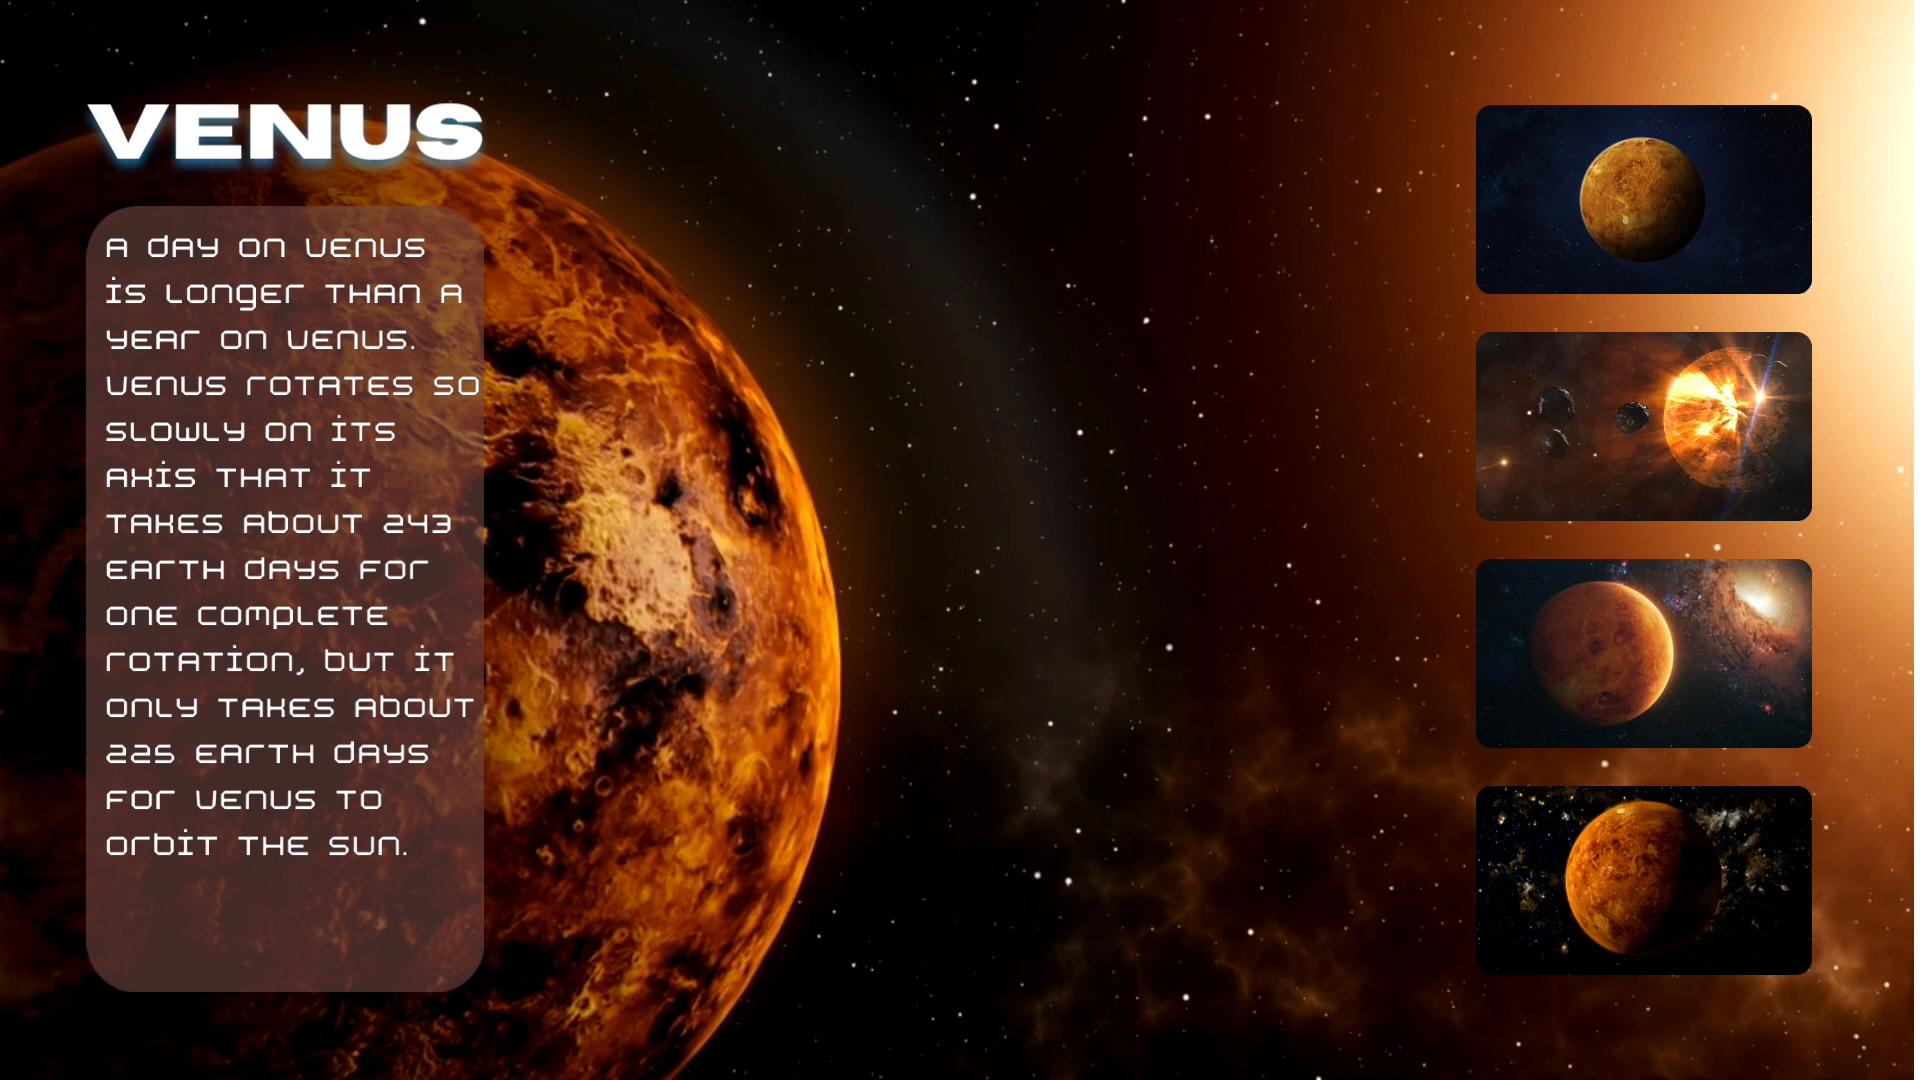 VENUS
A day on Venus
is longer than a
year on Venus.
Venus rotates so
slowly on its
axis that it
takes about 243
Earth days for
one complete
rotation, but it
only takes about
225 Earth days
for Venus to
orbit the Sun.